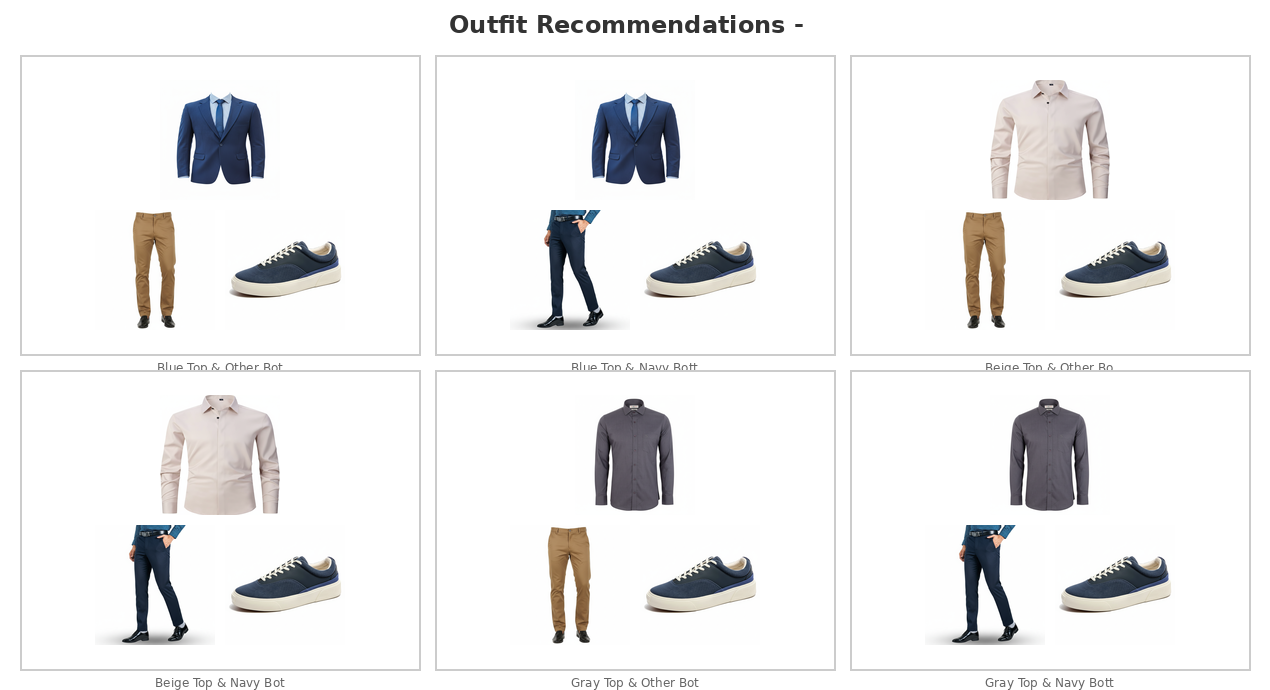 Outfit Recommendations -
Blue Top & Other Bot
Blue Top & Navy Bott
Beige Top & Other Bo
Beige Top & Navy Bot
Gray Top & Other Bot
Gray Top & Navy Bott